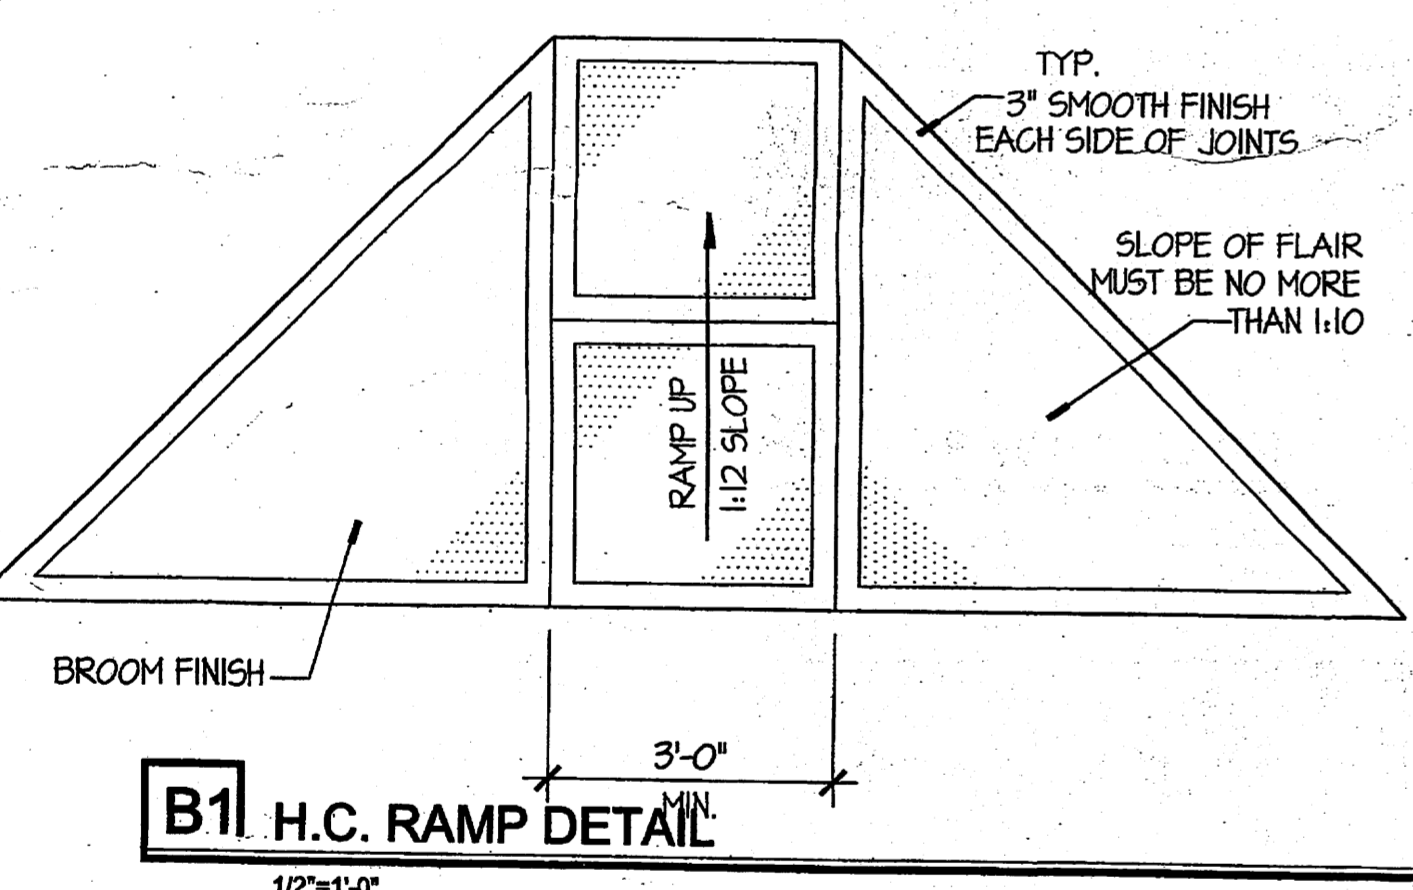 TYP.
3" SMOOTH FINISH
EACH SIDE OF JOINTS
SLOPE OF FLAIR
MUST BE NO MORE
THAN 1:10
RAMP UP
1:12 SLOPE
BROOM FINISH
3'-0"
MIN.
B1 H.C. RAMP DETAIL
1/2"=1'-0"